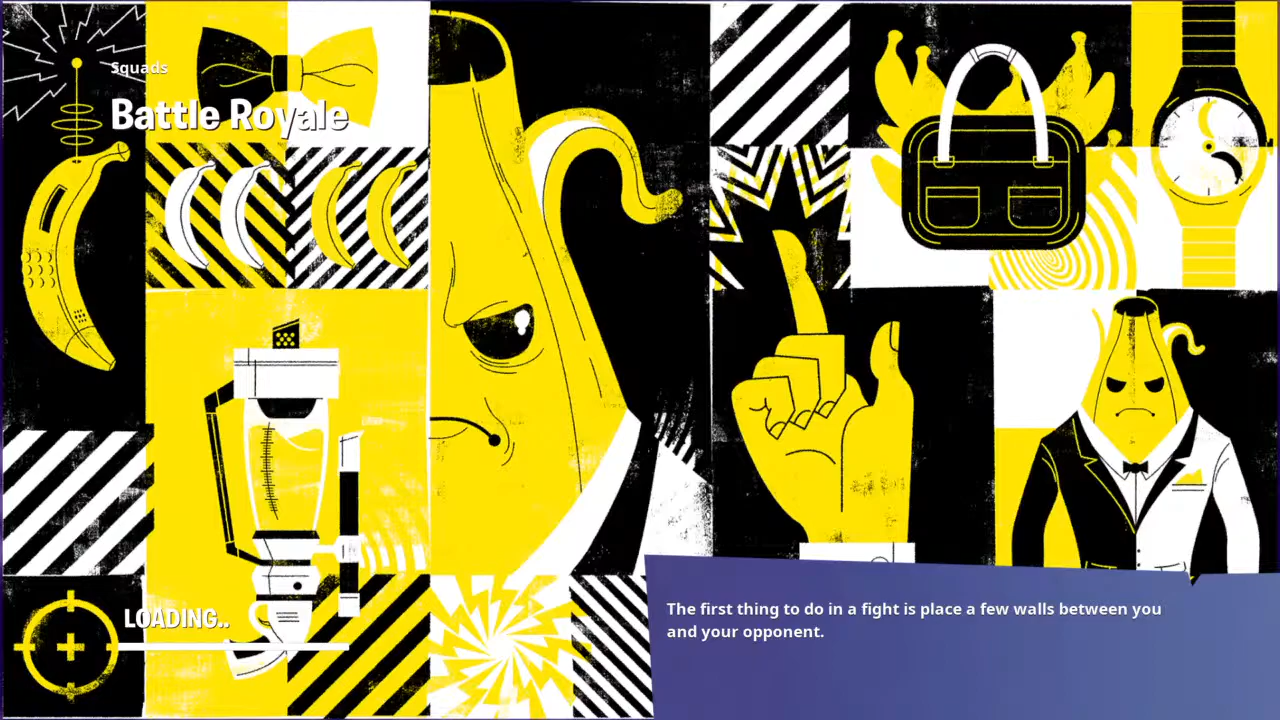 Squads
Battle Royale
LOADING..
The first thing to do in a fight is place a few walls between you
and your opponent.